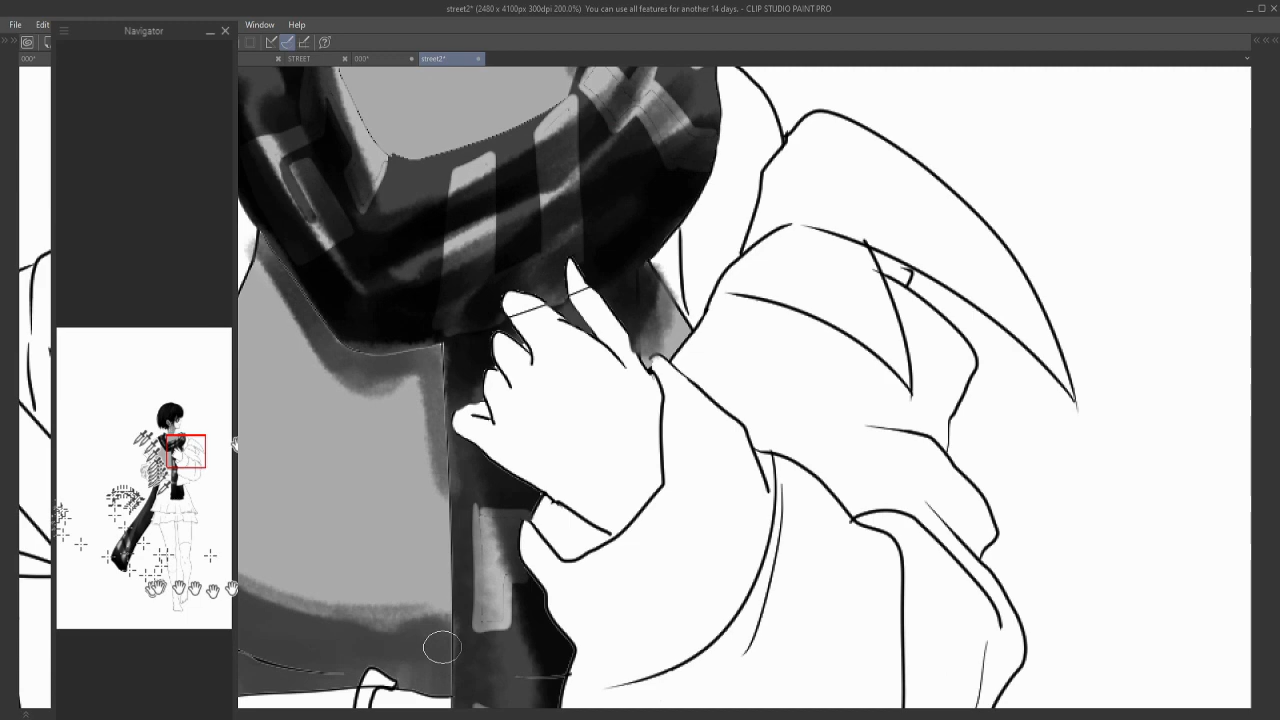 street2* (2480 x 4100px 300dpi 200.0%)  You can use all features for another 14 days. - CLIP STUDIO PAINT PRO
File Edit Window Help
Navigator
000* STREET 000* street2*